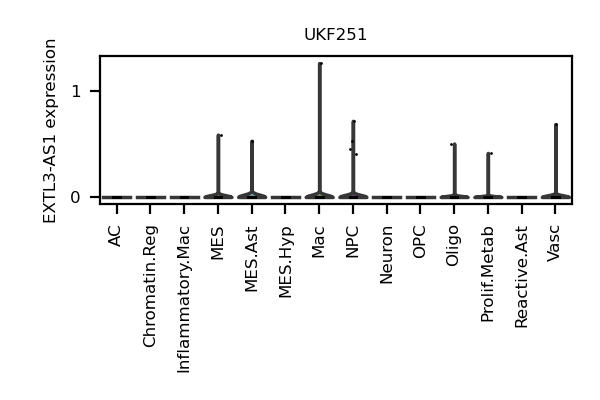 UKF251
EXTL3-AS1 expression
1
0
AC
Chromatin.Reg
Inflammatory.Mac
MES
MES.Ast
MES.Hyp
Mac
NPC
Neuron
OPC
Oligo
Prolif.Metab
Reactive.Ast
Vasc